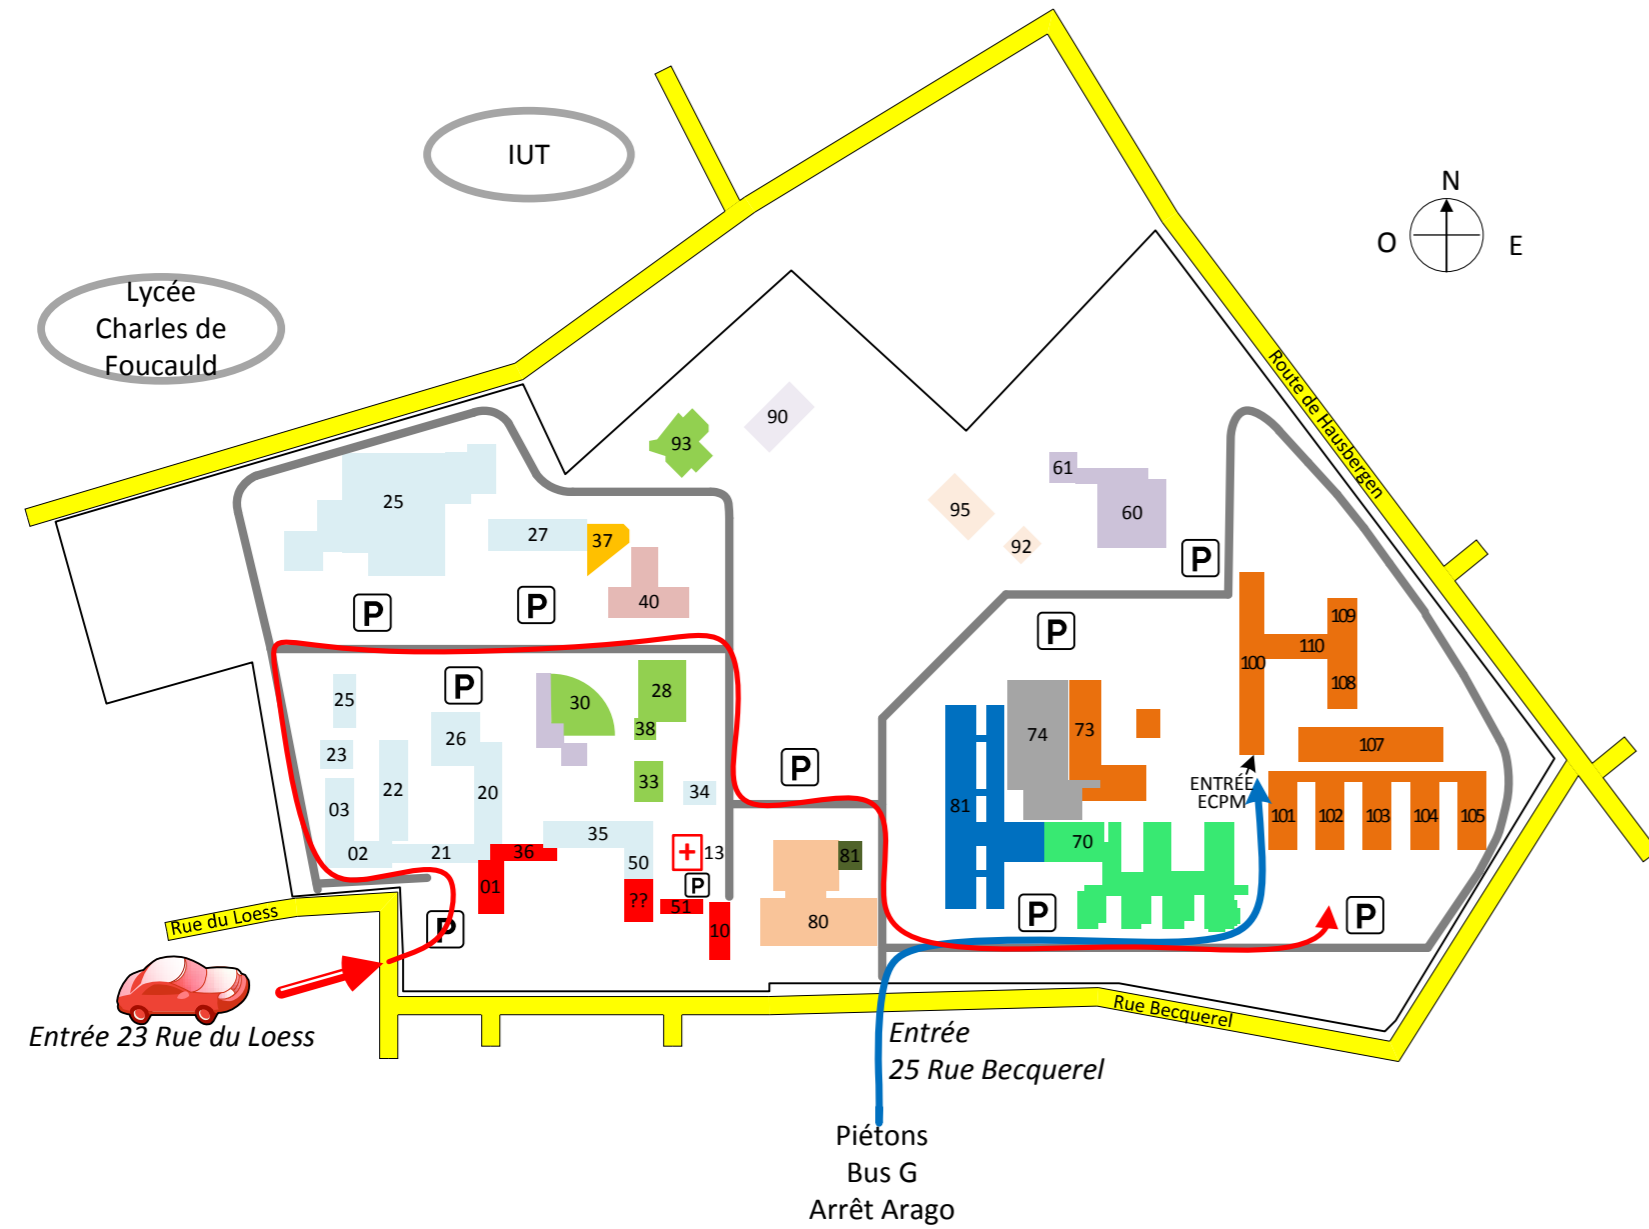 IUT
N
O
E
Lycée
Charles de
Foucauld
Route de Hausbergen
90
93
25
61
95
60
27
37
92
P
40
P
P
P
P
109
110
100
108
25
P
30
28
38
74
73
107
23
26
33
34
P
ENTRÉE
ECPM
03
22
20
81
101
102
103
104
105
35
70
02
21
36
50
13
81
01
??
P
51
10
80
P
P
P
Rue du Loess
Rue Becquerel
Entrée 23 Rue du Loess
Entrée
25 Rue Becquerel
Piétons
Bus G
Arrêt Arago